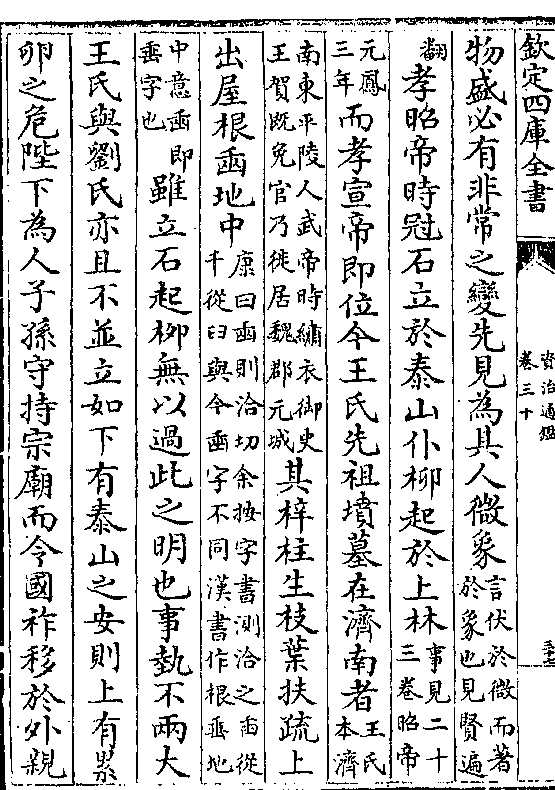 欽定四庫全書
資治通鑑
卷三十
物盛必有非常之變先見為其人微象言伏於微而著於象也見賢遍
翻孝昭帝時冠石立於泰山仆柳起於上林事見二十三卷昭帝
元鳳三年而孝宣帝即位今王氏先祖墳墓在濟南者王氏本濟
南東平陵人武帝時繡衣御史王賀既免官乃徙居魏郡元城其梓柱生枝葉扶疏上
出屋根臿地中康曰臿則洽切余按字書測洽之臿從千從臼與今臿字不同漢書作根垂地
中意臿即垂字也雖立石起柳無以過此之明也事埶不兩大
王氏與劉氏亦且不並立如下有泰山之安則上有累
卵之危陛下為人子孫守持宗廟而今國祚移於外親